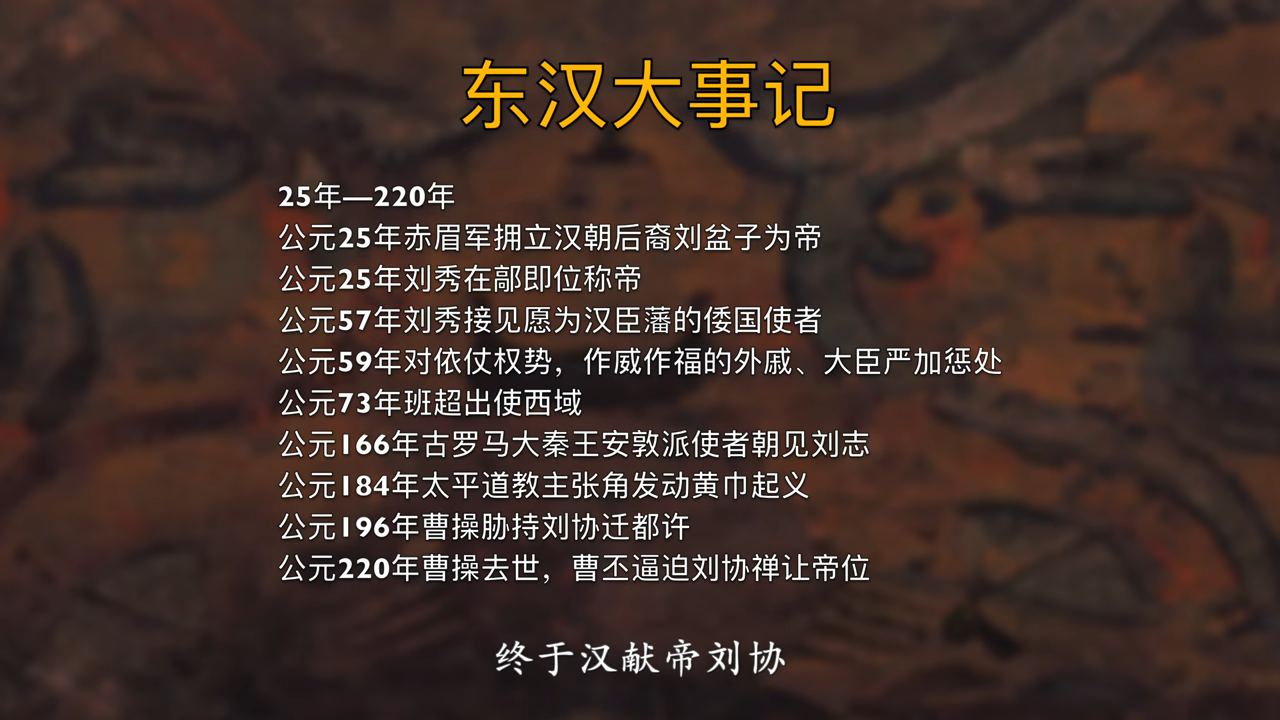 东汉大事记
25年—220年
公元25年赤眉军拥立汉朝后裔刘盆子为帝
公元25年刘秀在鄗即位称帝
公元57年刘秀接见愿为汉臣藩的倭国使者
公元59年对依仗权势，作威作福的外戚、大臣严加惩处
公元73年班超出使西域
公元166年古罗马大秦王安敦派使者朝见刘志
公元184年太平道教主张角发动黄巾起义
公元196年曹操胁持刘协迁都许
公元220年曹操去世，曹丕逼迫刘协禅让帝位
终于汉献帝刘协